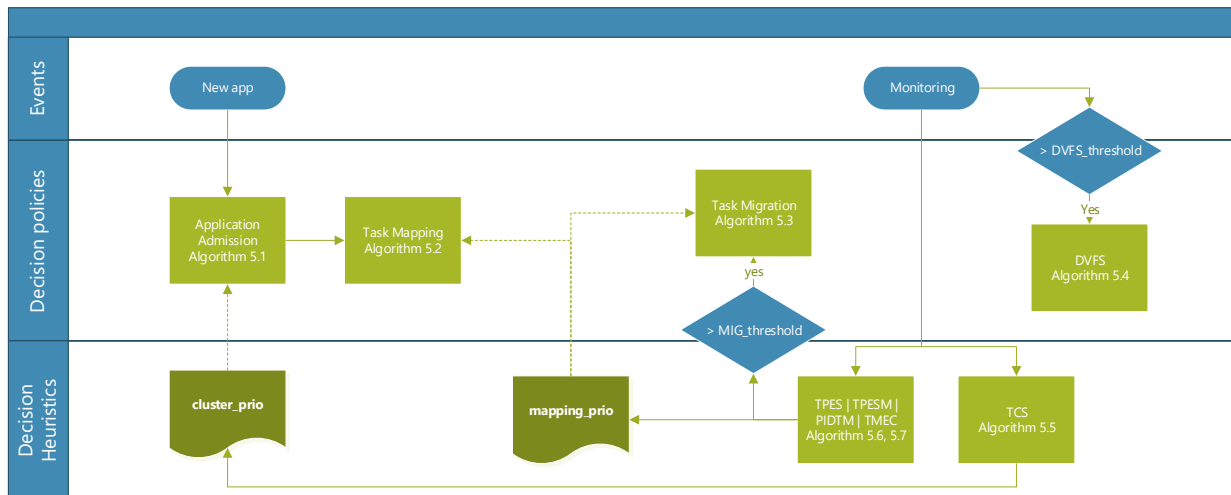 Events
New app
Monitoring
> DVFS_threshold
Decision policies
Application
Admission
Algorithm 5.1
Task Mapping
Algorithm 5.2
Task Migration
Algorithm 5.3
Yes
DVFS
Algorithm 5.4
yes
> MIG_threshold
Decision
Heuristics
cluster_prio
mapping_prio
TPES | TPESM |
PIDTM | TMEC
Algorithm 5.6, 5.7
TCS
Algorithm 5.5